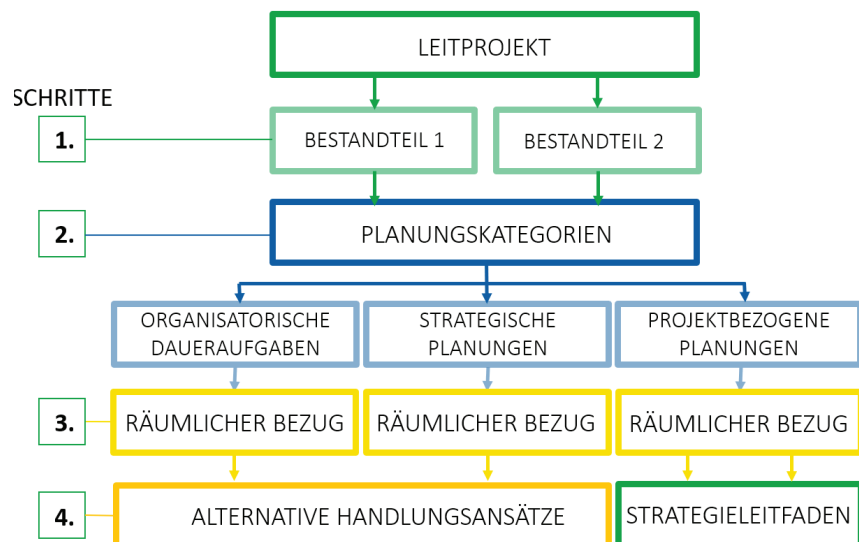 LEITPROJEKT
SCHRITTE
1.
BESTANDTEIL 1
BESTANDTEIL 2
2.
PLANUNGSKATEGORIEN
ORGANISATORISCHE
DAUERAUFGABEN
STRATEGISCHE
PLANUNGEN
PROJEKTBEZOGENE
PLANUNGEN
3.
RÄUMLICHER BEZUG
RÄUMLICHER BEZUG
RÄUMLICHER BEZUG
4.
ALTERNATIVE HANDLUNGSANSÄTZE
STRATEGIELEITFADEN